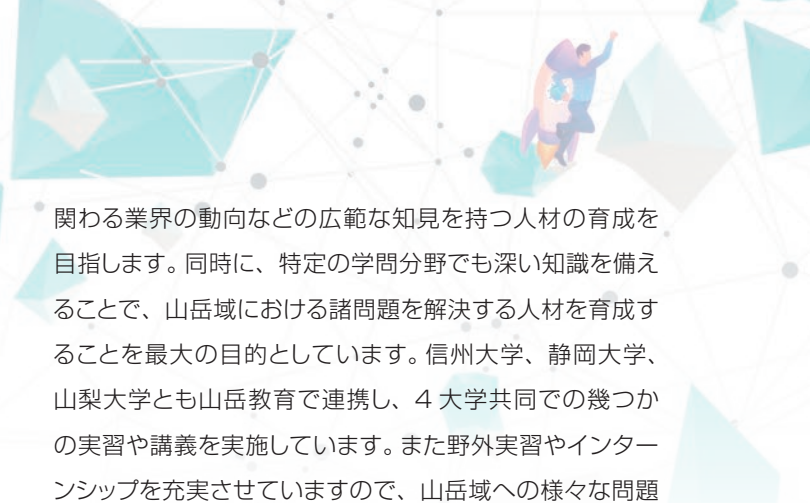 関わる業界の動向などの広範な知見を持つ人材の育成を
目指します。同時に、特定の学問分野でも深い知識を備え
ることで、山岳域における諸問題を解決する人材を育成す
ることを最大の目的としています。信州大学、静岡大学、
山梨大学とも山岳教育で連携し、4 大学共同での幾つか
の実習や講義を実施しています。また野外実習やインター
ンシップを充実させていますので、山岳域への様々な問題